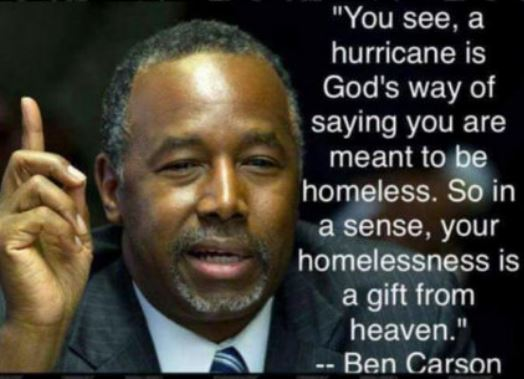 "You see, a
hurricane is
God's way of
saying you are
meant to be
homeless. So in
a sense, your
homelessness is
a gift from
heaven."
-- Ben Carson